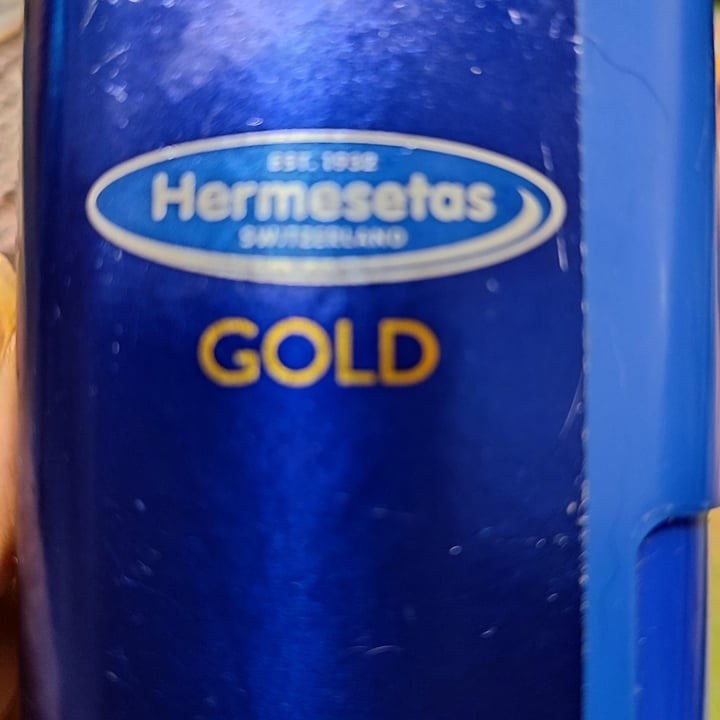 EST. 1932
Hermesetas
SWITZERLAND
GOLD